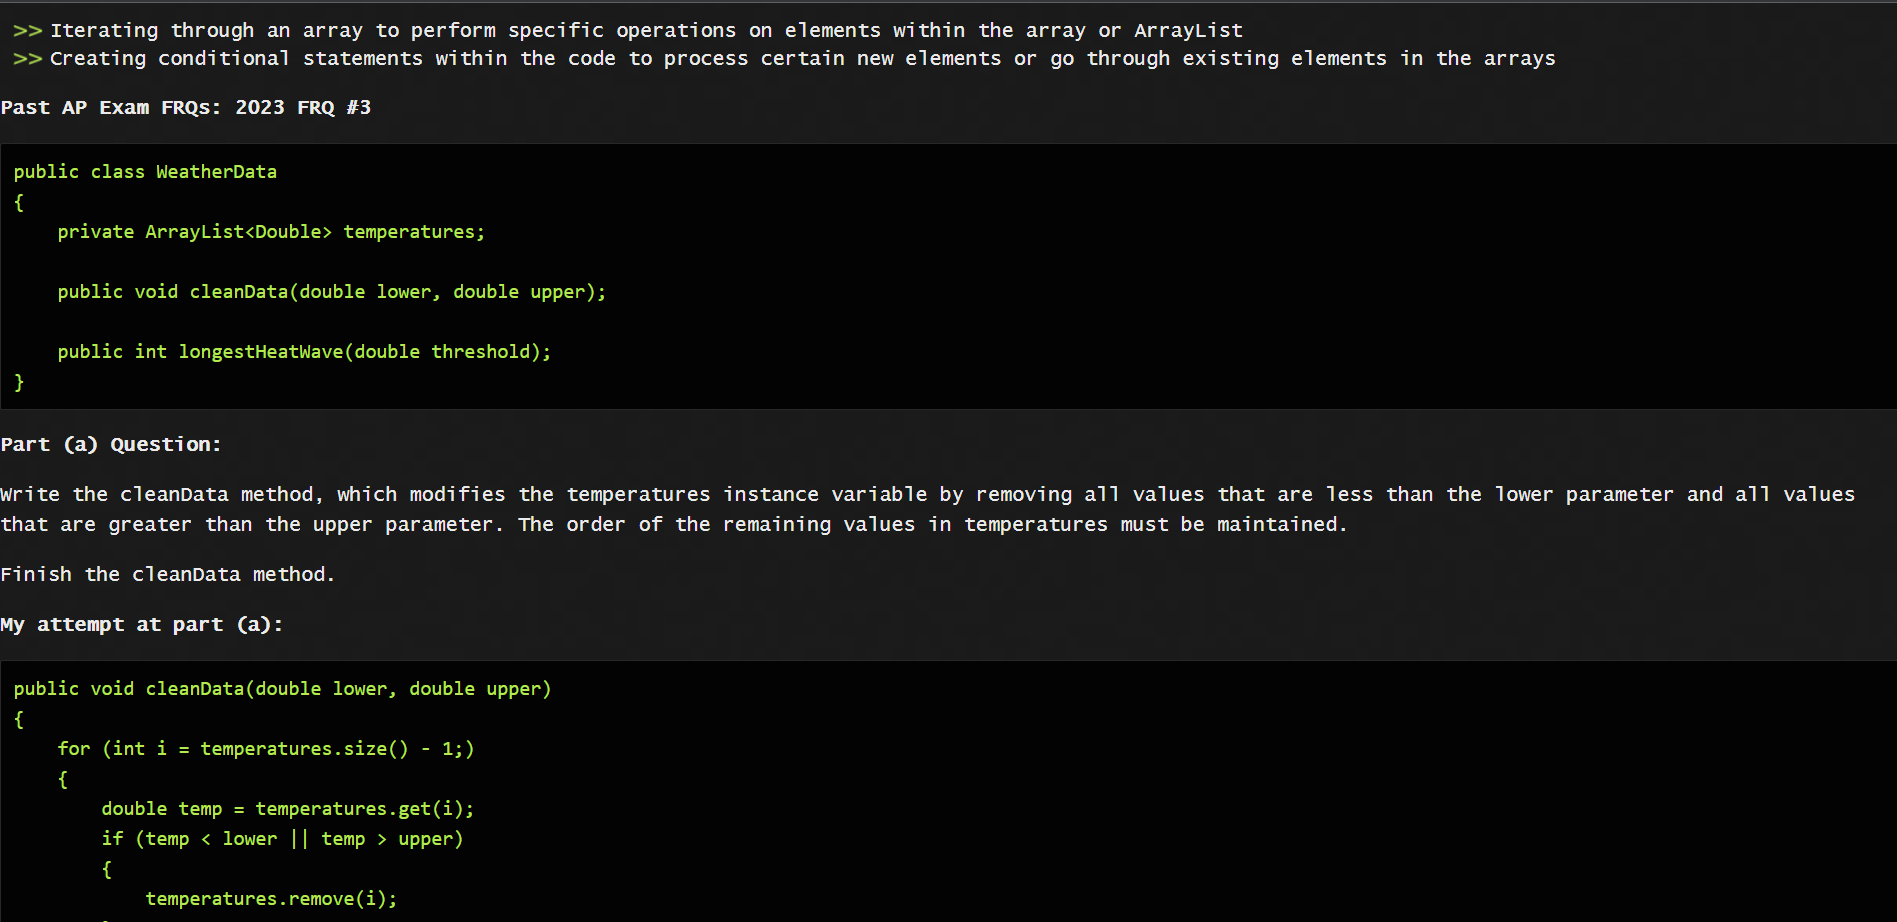 >> Iterating through an array to perform specific operations on elements within the array or ArrayList
>> Creating conditional statements within the code to process certain new elements or go through existing elements in the arrays
Past AP Exam FRQs: 2023 FRQ #3
public class WeatherData
{
    private ArrayList<Double> temperatures;
    public void cleanData(double lower, double upper);
    public int longestHeatWave(double threshold);
}
Part (a) Question:
Write the cleanData method, which modifies the temperatures instance variable by removing all values that are less than the lower parameter and all values
that are greater than the upper parameter. The order of the remaining values in temperatures must be maintained.
Finish the cleanData method.
My attempt at part (a):
public void cleanData(double lower, double upper)
{
    for (int i = temperatures.size() - 1;)
    {
        double temp = temperatures.get(i);
        if (temp < lower || temp > upper)
        {
            temperatures.remove(i);